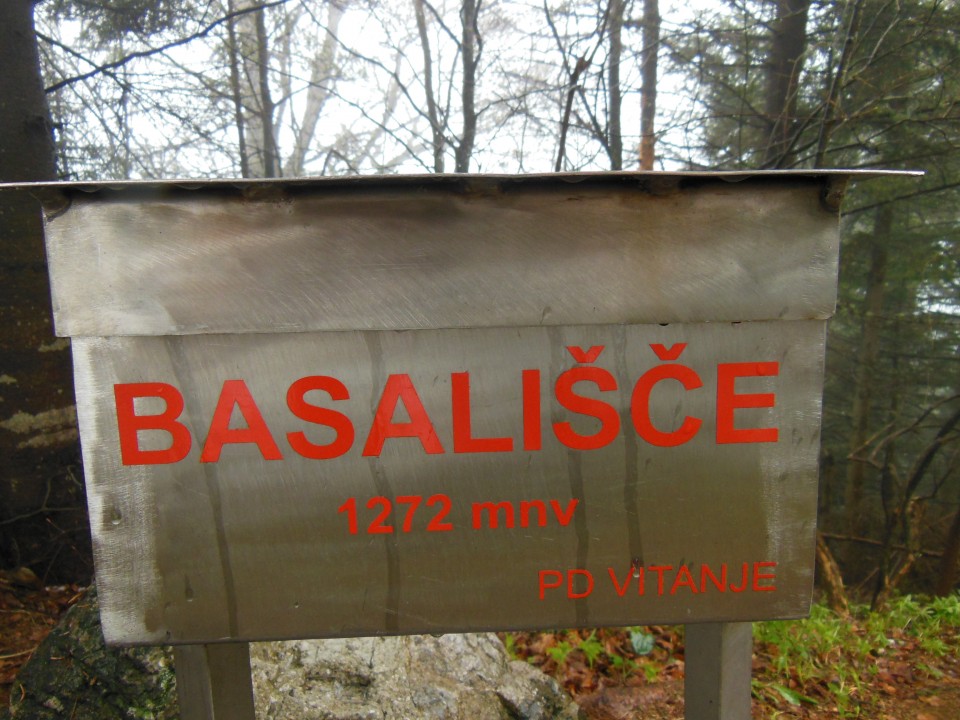 BASALIŠČE
1272 mnv
PD VITANJE